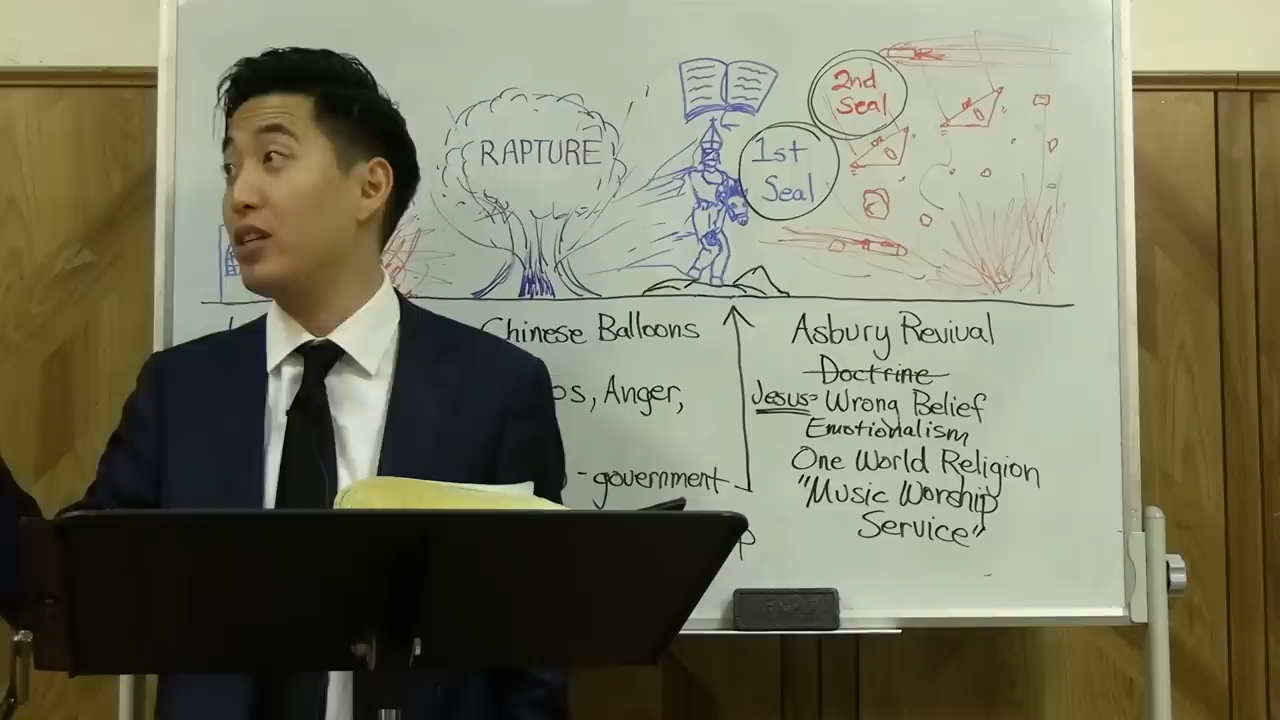 RAPTURE
1st
Seal
2nd
Seal
Chinese Balloons
Anger,
- government
Asbury Revival
Doctrine
Jesus= Wrong Belief
Emotionalism
One World Religion
"Music Worship
Service"